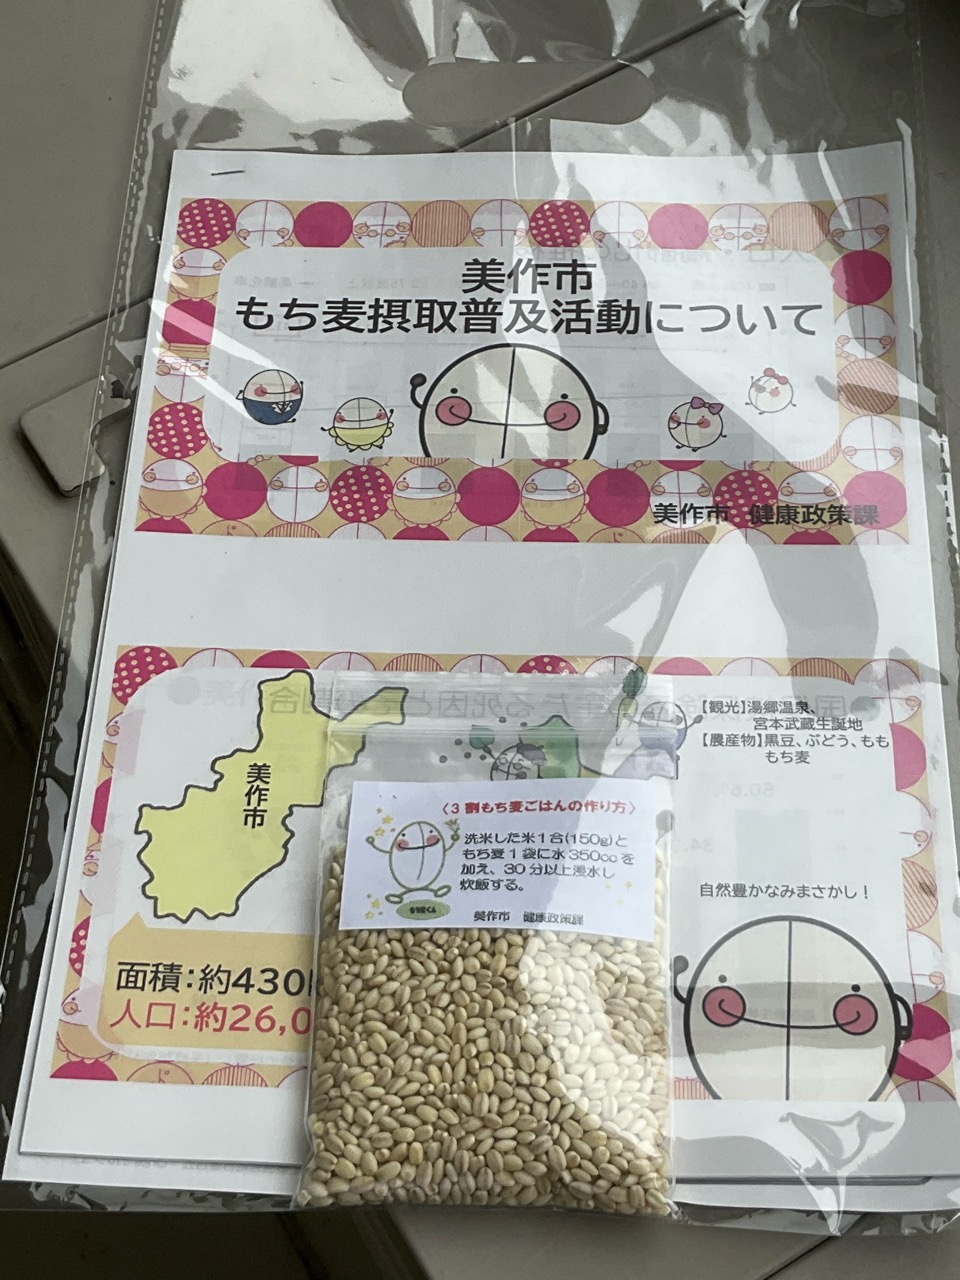 美作市
もち麦摂取普及活動について
美作市 健康政策課
美作市
【観光】湯郷温泉、
宮本武蔵生誕地
【農産物】黒豆、ぶどう、もも
もち麦
〈3割もち麦ごはんの作り方〉
洗米した米1合(150g)と
もち麦1袋に水350ccを
加え、30分以上浸水し
炊飯する。
美作市 健康政策課
自然豊かなみまさかし！
面積：約430
人口：約26,0